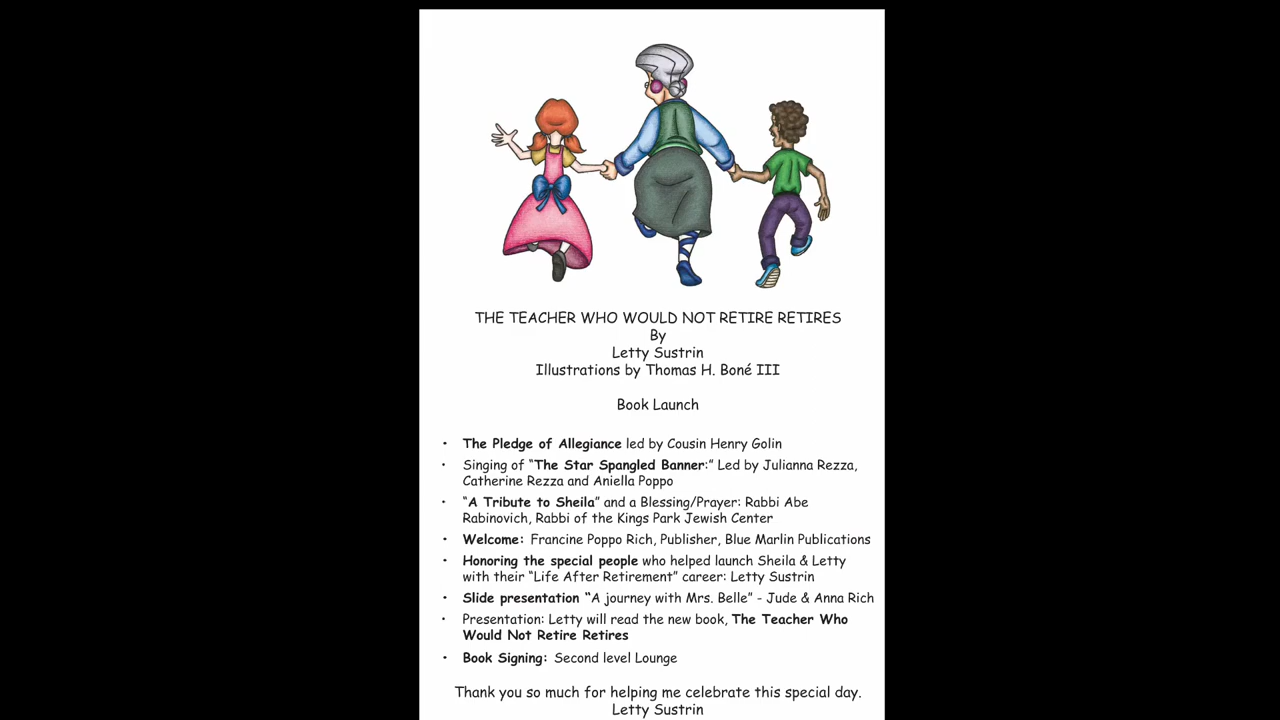 THE TEACHER WHO WOULD NOT RETIRE RETIRES
By
Letty Sustrin
Illustrations by Thomas H. Boné III
Book Launch
• The Pledge of Allegiance led by Cousin Henry Golin
• Singing of “The Star Spangled Banner:” Led by Julianna Rezza,
Catherine Rezza and Aniella Poppo
• “A Tribute to Sheila” and a Blessing/Prayer: Rabbi Abe
Rabinovich, Rabbi of the Kings Park Jewish Center
• Welcome: Francine Poppo Rich, Publisher, Blue Marlin Publications
• Honoring the special people who helped launch Sheila & Letty
with their “Life After Retirement” career: Letty Sustrin
• Slide presentation “A journey with Mrs. Belle” - Jude & Anna Rich
• Presentation: Letty will read the new book, The Teacher Who
Would Not Retire Retires
• Book Signing: Second level Lounge
Thank you so much for helping me celebrate this special day.
Letty Sustrin